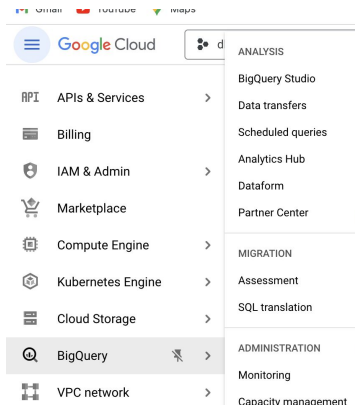 Gmail
YouTube
Maps
Google Cloud
d
API
APIs & Services
Billing
IAM & Admin
Marketplace
Compute Engine
Kubernetes Engine
Cloud Storage
BigQuery
VPC network
ANALYSIS
BigQuery Studio
Data transfers
Scheduled queries
Analytics Hub
Dataform
Partner Center
MIGRATION
Assessment
SQL translation
ADMINISTRATION
Monitoring
Capacity management